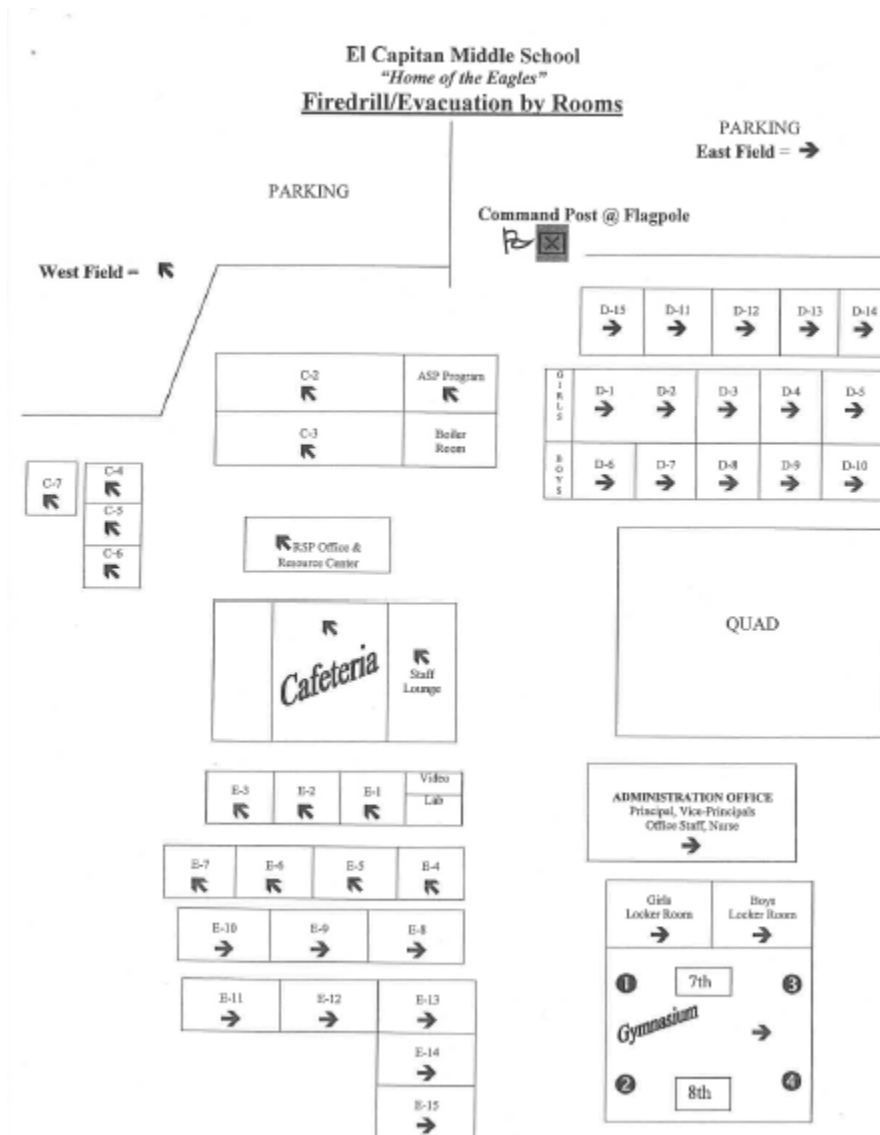 El Capitan Middle School
“Home of the Eagles”
Firedrill/Evacuation by Rooms
PARKING
East Field = ➔
PARKING
Command Post @ Flagpole
West Field =
D-15 D-11 D-12 D-13 D-14
C-2 ASP Program
GIRLS D-1 D-2 D-3 D-4 D-5
C-3 Boiler
Room
BOYS D-6 D-7 D-8 D-9 D-10
C-7 C-4
C-5
C-6
RSP Office &
Resource Center
QUAD
Cafeteria
Staff
Lounge
E-3 E-2 E-1 Video
Lab
ADMINISTRATION OFFICE
Principal, Vice-Principals
Office Staff, Nurse
E-7 E-6 E-5 E-4
Girls
Locker Room
Boys
Locker Room
E-10 E-9 E-8
1 7th 3
E-11 E-12 E-13
Gymnasium
E-14
2 8th 4
E-15